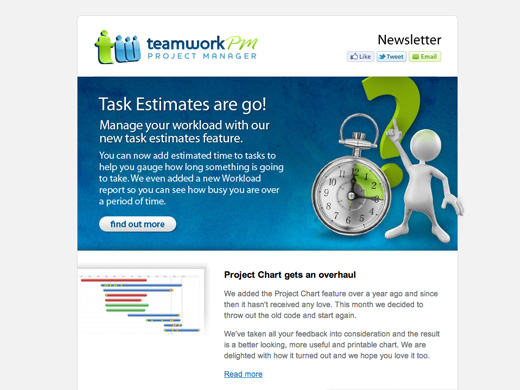 teamworkPM
PROJECT MANAGER
Newsletter
Like Tweet Email
Task Estimates are go!
Manage your workload with our
new task estimates feature.
You can now add estimated time to tasks to
help you gauge how long something is going
to take. We even added a new Workload
report so you can see how busy you are over
a period of time.
find out more
Project Chart gets an overhaul
We added the Project Chart feature over a year ago and since
then it hasn't received any love. This month we decided to
throw out the old code and start again.
We've taken all your feedback into consideration and the result
is a better looking, more useful and printable chart. We are
delighted with how it turned out and we hope you love it too.
Read more